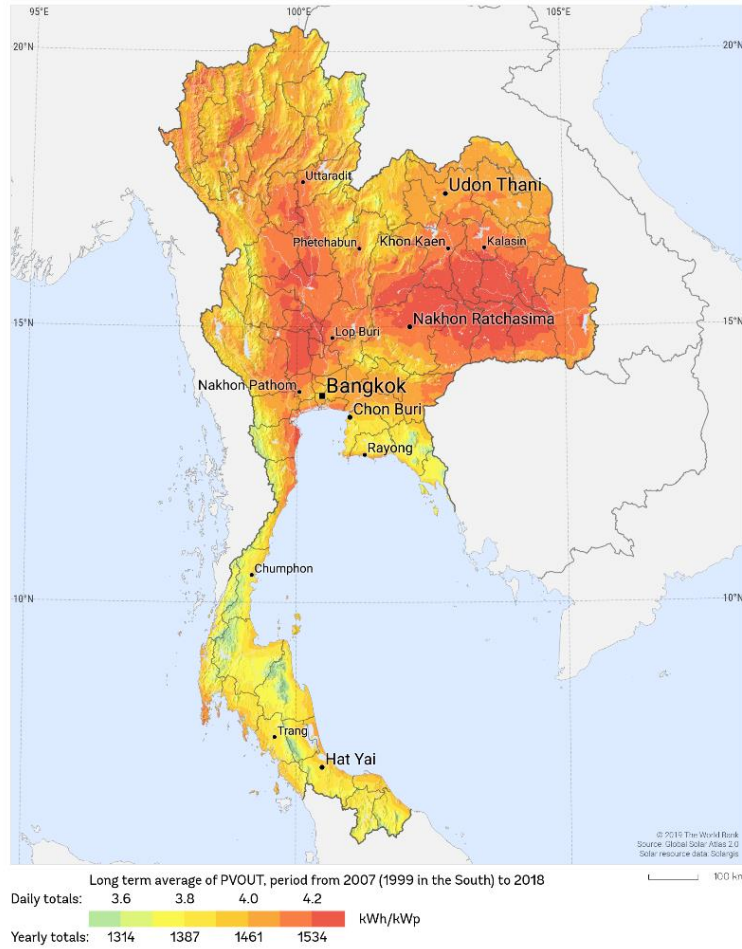 95°E 100°E 105°E
20°N 20°N
Uttaradit
Udon Thani
Phetchabun Khon Kaen Kalasin
15°N 15°N
Nakhon Ratchasima
Lop Buri
Nakhon Pathom
Bangkok
Chon Buri
Rayong
Chumphon
10°N 10°N
Trang
Hat Yai
© 2019 The World Bank
Source: Global Solar Atlas 2.0
Solar resource data: Solargis
100 km
Long term average of PVOUT, period from 2007 (1999 in the South) to 2018
Daily totals: 3.6 3.8 4.0 4.2
kWh/kWp
Yearly totals: 1314 1387 1461 1534